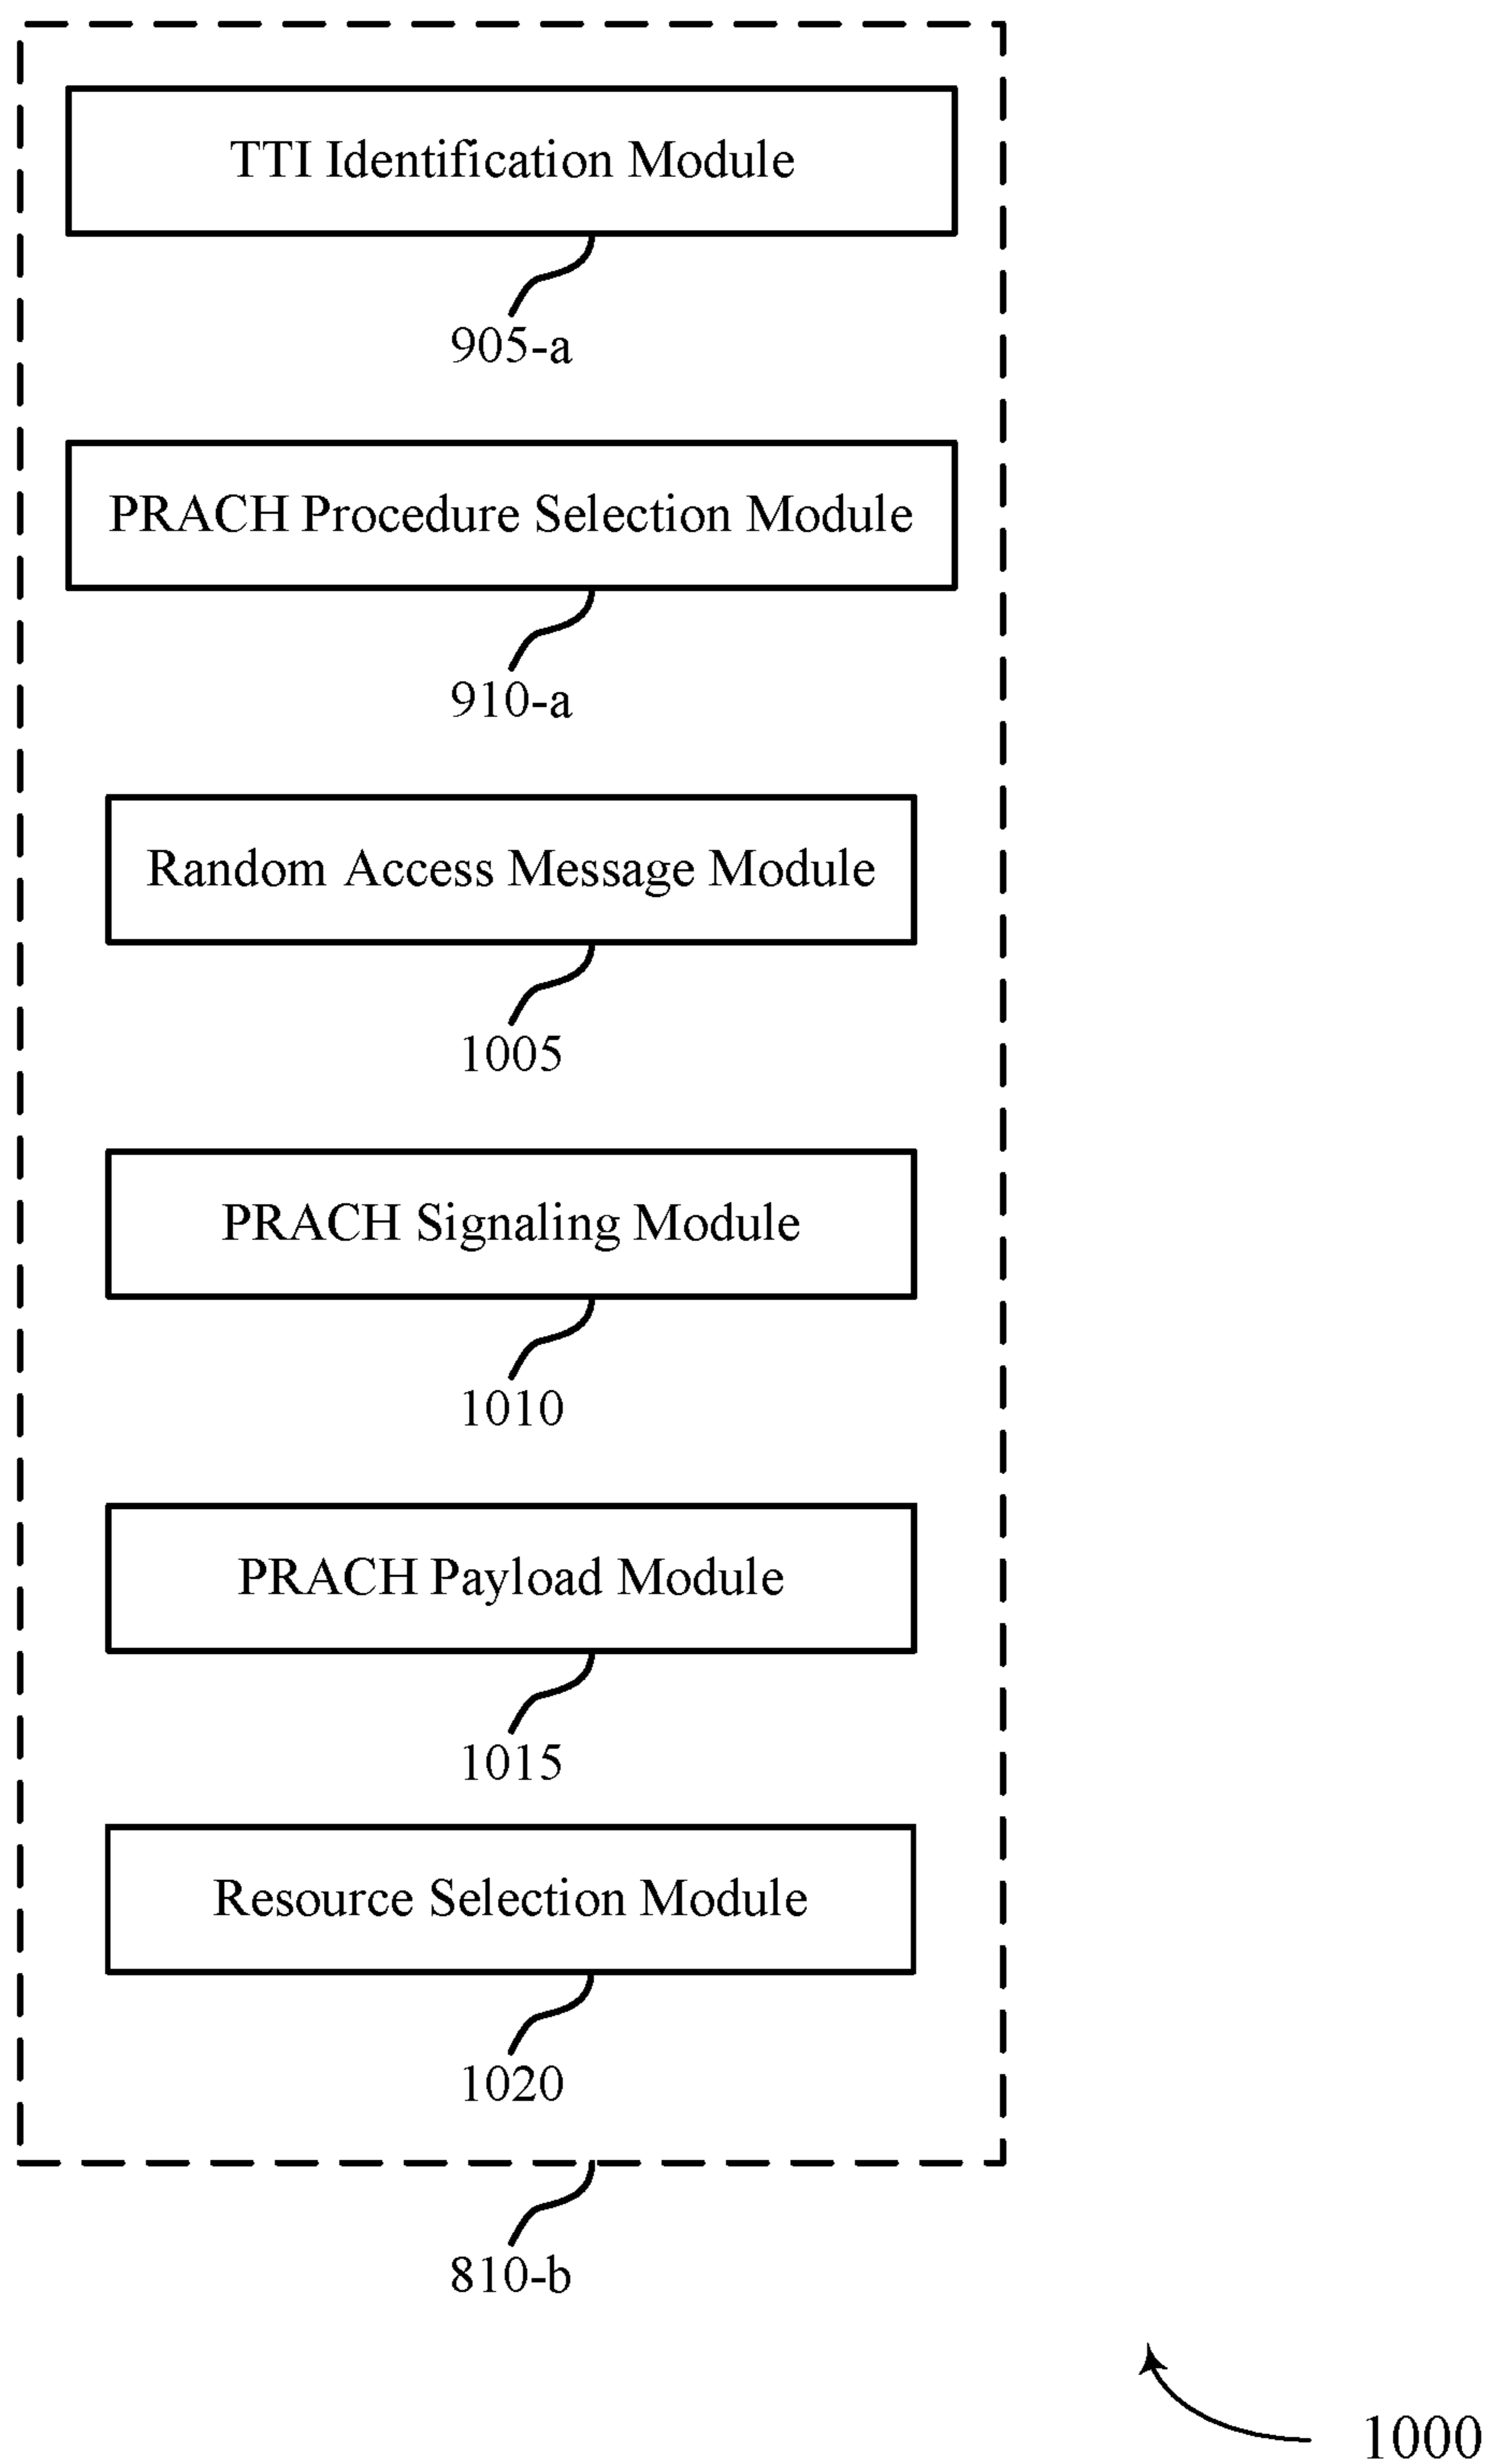 TTI Identification Module
905-a
PRACH Procedure Selection Module
910-a
Random Access Message Module
1005
PRACH Signaling Module
1010
PRACH Payload Module
1015
Resource Selection Module
1020
810-b
1000